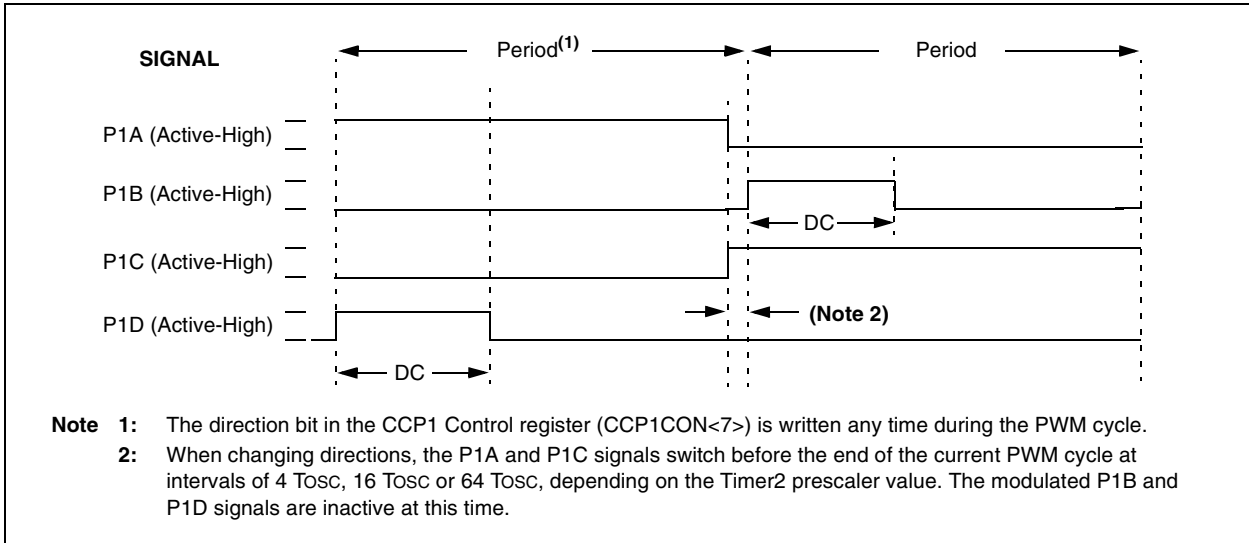 SIGNAL
Period(1)
Period
P1A (Active-High)
P1B (Active-High)
DC
P1C (Active-High)
P1D (Active-High)
(Note 2)
DC
Note 1: The direction bit in the CCP1 Control register (CCP1CON<7>) is written any time during the PWM cycle.
2: When changing directions, the P1A and P1C signals switch before the end of the current PWM cycle at
intervals of 4 TOSC, 16 TOSC or 64 TOSC, depending on the Timer2 prescaler value. The modulated P1B and
P1D signals are inactive at this time.